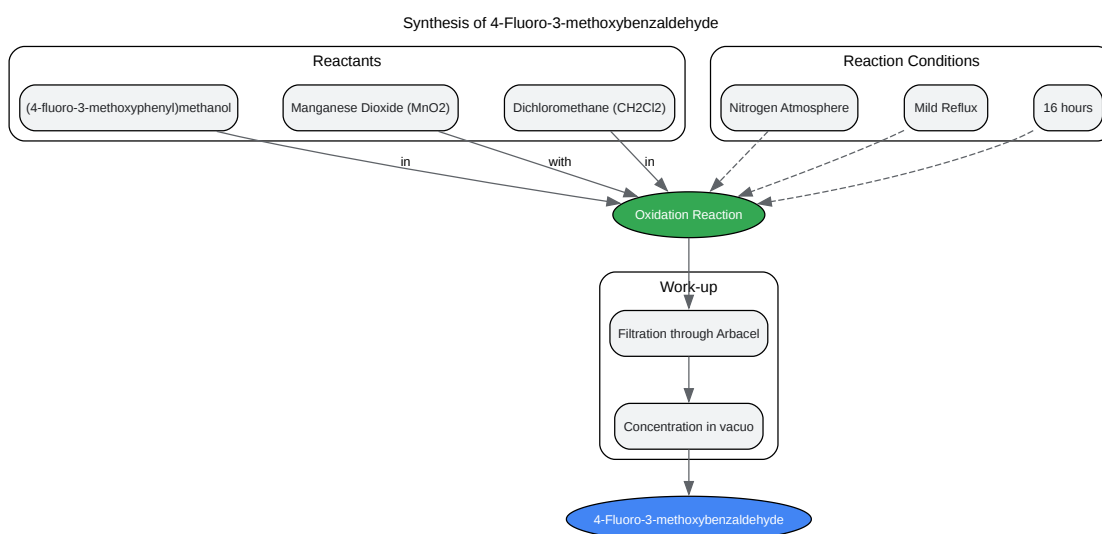 Synthesis of 4-Fluoro-3-methoxybenzaldehyde
Reactants
Reaction Conditions
(4-fluoro-3-methoxyphenyl)methanol
Manganese Dioxide (MnO2)
Dichloromethane (CH2Cl2)
Nitrogen Atmosphere
Mild Reflux
16 hours
in
with
in
Oxidation Reaction
Work-up
Filtration through Arbacel
Concentration in vacuo
4-Fluoro-3-methoxybenzaldehyde